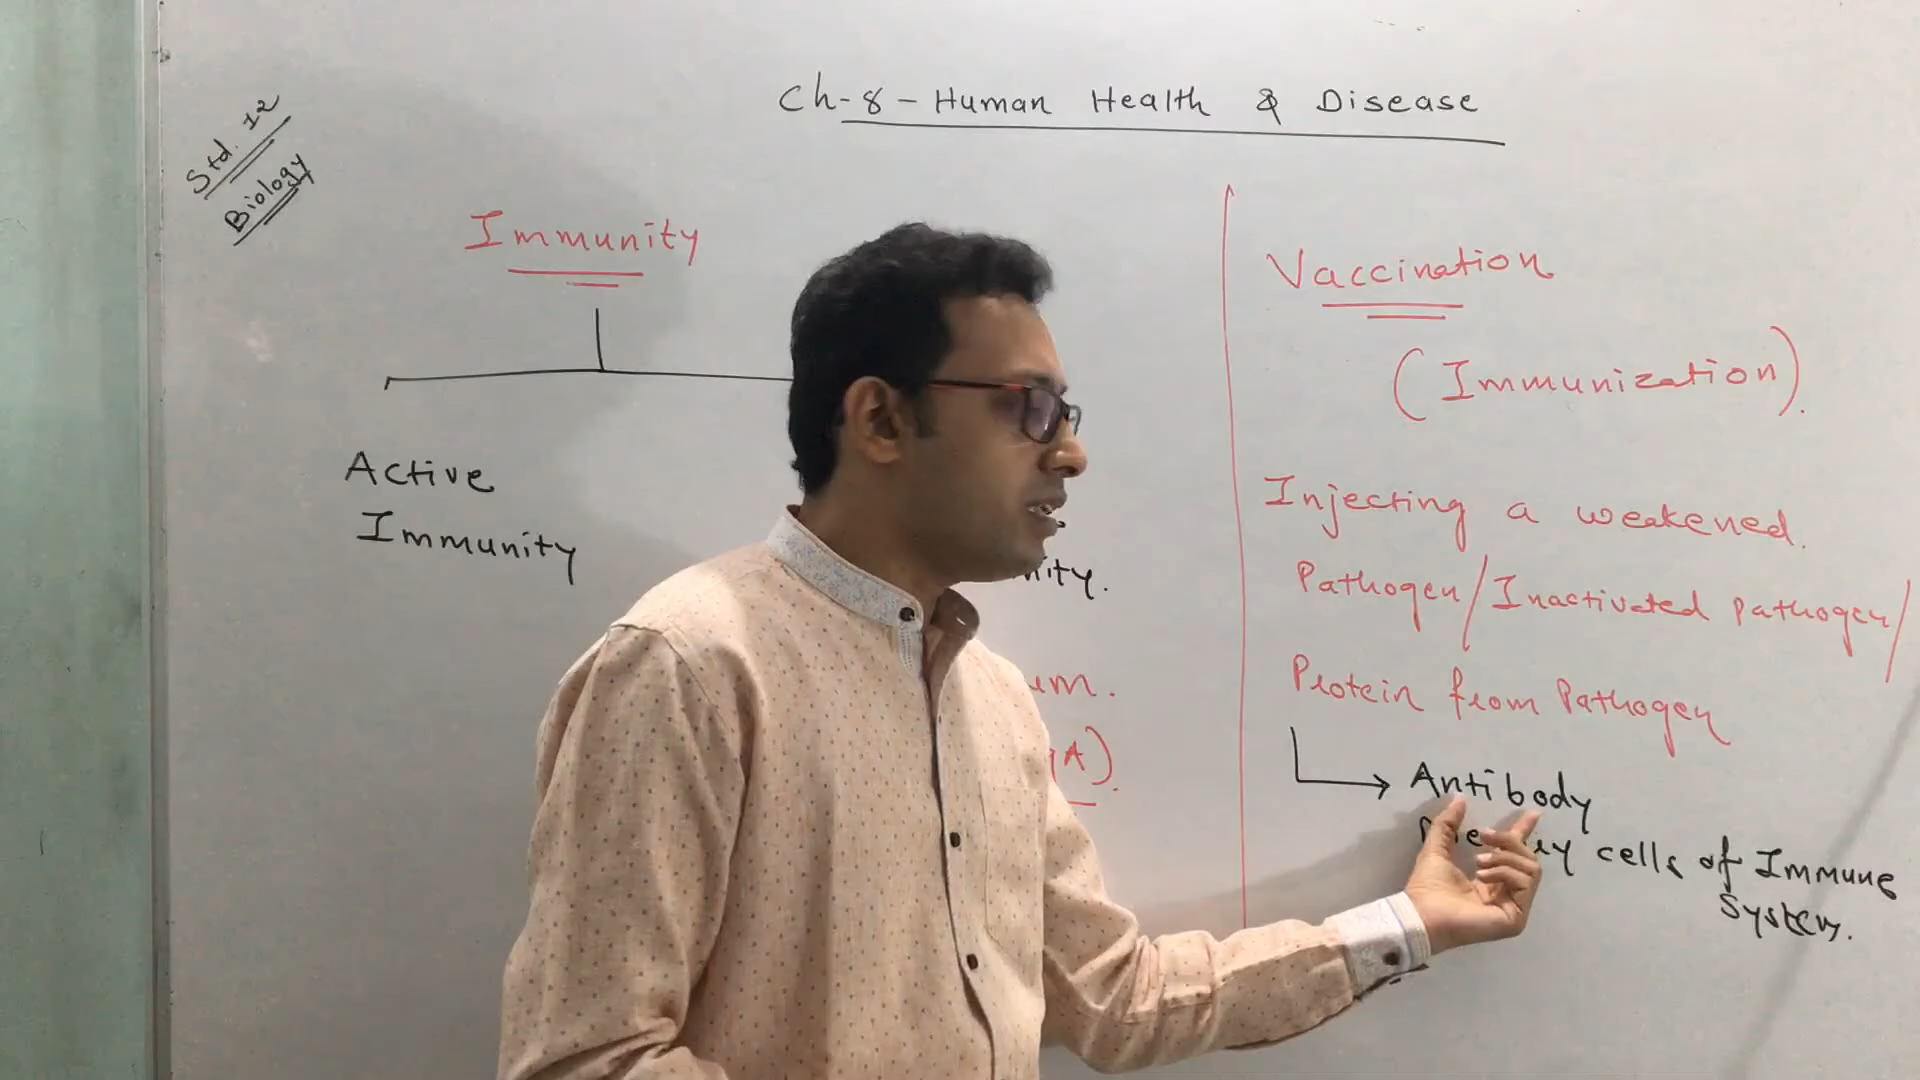 Std. 12
Biology
Ch-8 - Human Health & Disease
Immunity
Active
Immunity
Vaccination
(Immunization).
Injecting a weakened.
Pathogen/Inactivated pathogen/
Protein from Pathogen
Antibody
cells of Immune
System.